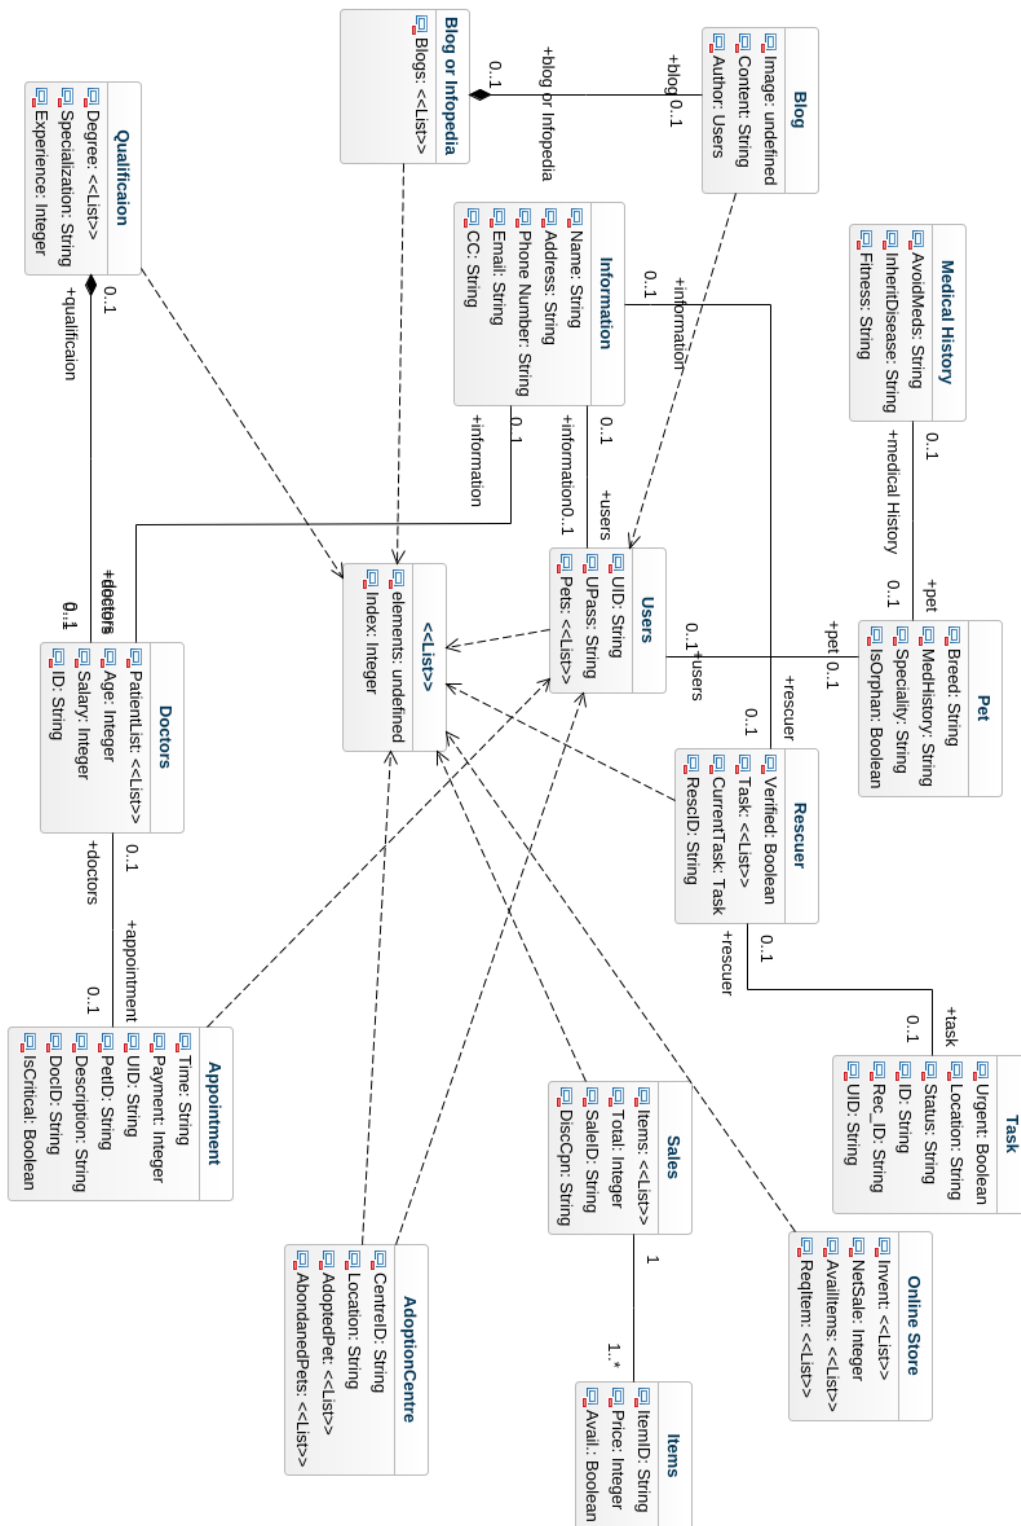 Blog
Image: undefined
Content: String
Author: Users
+blog
0..1
+blog or Infopedia
0..1
Blog or Infopedia
Blogs: <<List>>
Medical History
AvoidMeds: String
InheritDisease: String
Fitness: String
0..1
+medical History
+pet
0..1
Pet
Breed: String
MedHistory: String
Speciality: String
IsOrphan: Boolean
+pet
0..1
0..1
+users
Information
Name: String
Address: String
Phone Number: String
Email: String
CC: String
0..1
+information
+rescuer
0..1
0..1
+information
+users
0..1
0..1
+information
Users
UID: String
UPass: String
Pets: <<List>>
Qualificaion
Degree: <<List>>
Specialization: String
Experience: Integer
0..1
+qualificaion
+doctors
0..1
+doctors
0..1
<<List>>
elements: undefined
Index: Integer
Rescuer
Verified: Boolean
Task: <<List>>
CurrentTask: Task
RescID: String
0..1
+rescuer
+task
0..1
Task
Urgent: Boolean
Location: String
Status: String
ID: String
Rec_ID: String
UID: String
Doctors
PatientList: <<List>>
Age: Integer
Salary: Integer
ID: String
0..1
+doctors
+appointment
0..1
Appointment
Time: String
Payment: Integer
UID: String
PetID: String
Description: String
DocID: String
IsCritical: Boolean
Sales
Items: <<List>>
Total: Integer
SaleID: String
DiscCpn: String
1
1..*
Items
ItemID: String
Price: Integer
Avail.: Boolean
Online Store
Invent: <<List>>
NetSale: Integer
AvailItems: <<List>>
ReqItem: <<List>>
AdoptionCentre
CentreID: String
Location: String
AdoptedPet: <<List>>
AbondanedPets: <<List>>